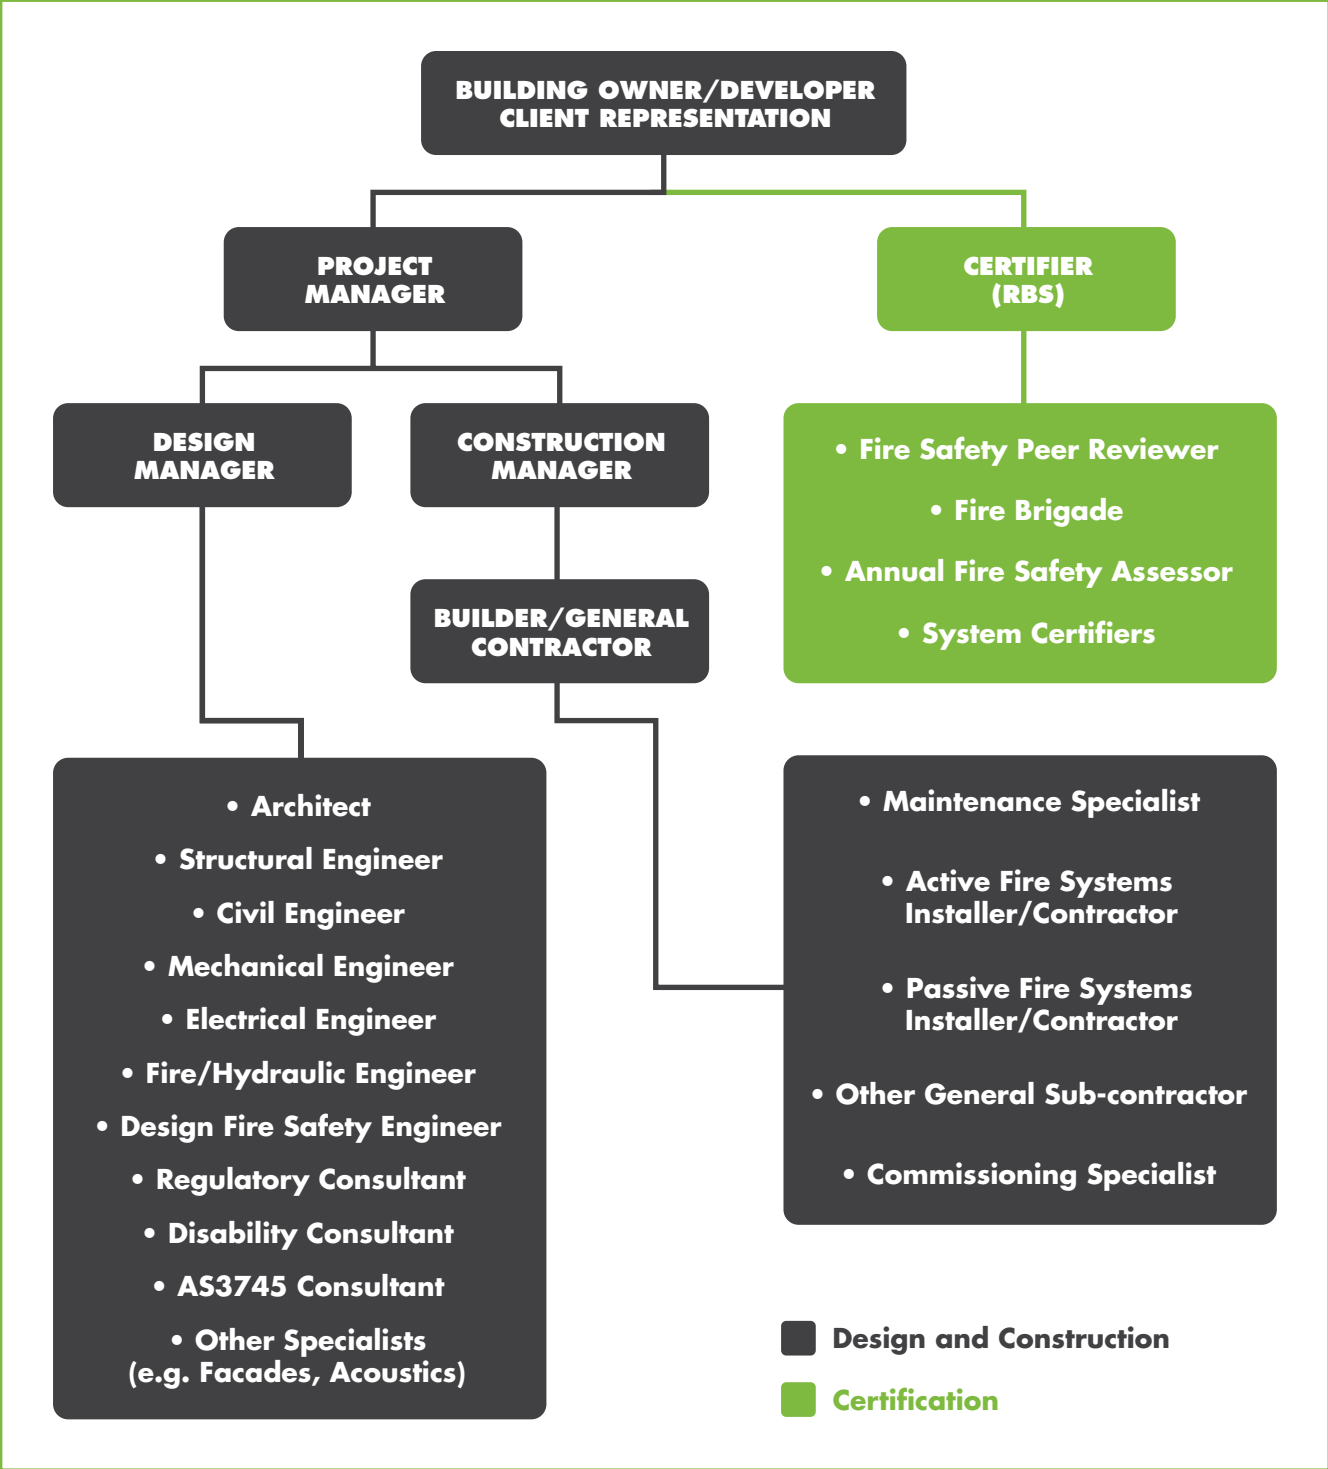 BUILDING OWNER/DEVELOPER
CLIENT REPRESENTATION
PROJECT
MANAGER
CERTIFIER
(RBS)
DESIGN
MANAGER
CONSTRUCTION
MANAGER
• Fire Safety Peer Reviewer
• Fire Brigade
• Annual Fire Safety Assessor
• System Certifiers
BUILDER/GENERAL
CONTRACTOR
• Architect
• Structural Engineer
• Civil Engineer
• Mechanical Engineer
• Electrical Engineer
• Fire/Hydraulic Engineer
• Design Fire Safety Engineer
• Regulatory Consultant
• Disability Consultant
• AS3745 Consultant
• Other Specialists
(e.g. Facades, Acoustics)
• Maintenance Specialist
• Active Fire Systems
Installer/Contractor
• Passive Fire Systems
Installer/Contractor
• Other General Sub-contractor
• Commissioning Specialist
Design and Construction
Certification